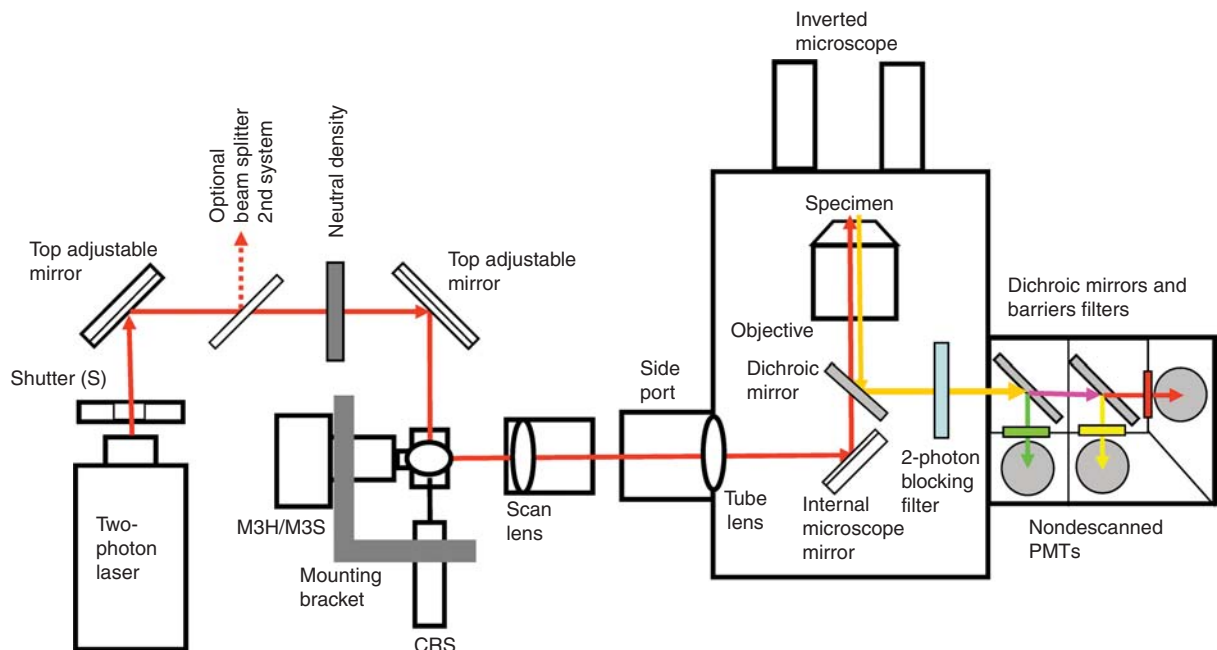 Inverted
microscope
Optional
beam splitter
2nd system
Neutral density
Top adjustable
mirror
Top adjustable
mirror
Specimen
Dichroic mirrors and
barriers filters
Objective
Dichroic
mirror
Shutter (S)
Side
port
2-photon
blocking
filter
Tube
lens
Internal
microscope
mirror
Scan
lens
M3H/M3S
Two-
photon
laser
Mounting
bracket
Nondescanned
PMTs
CRS